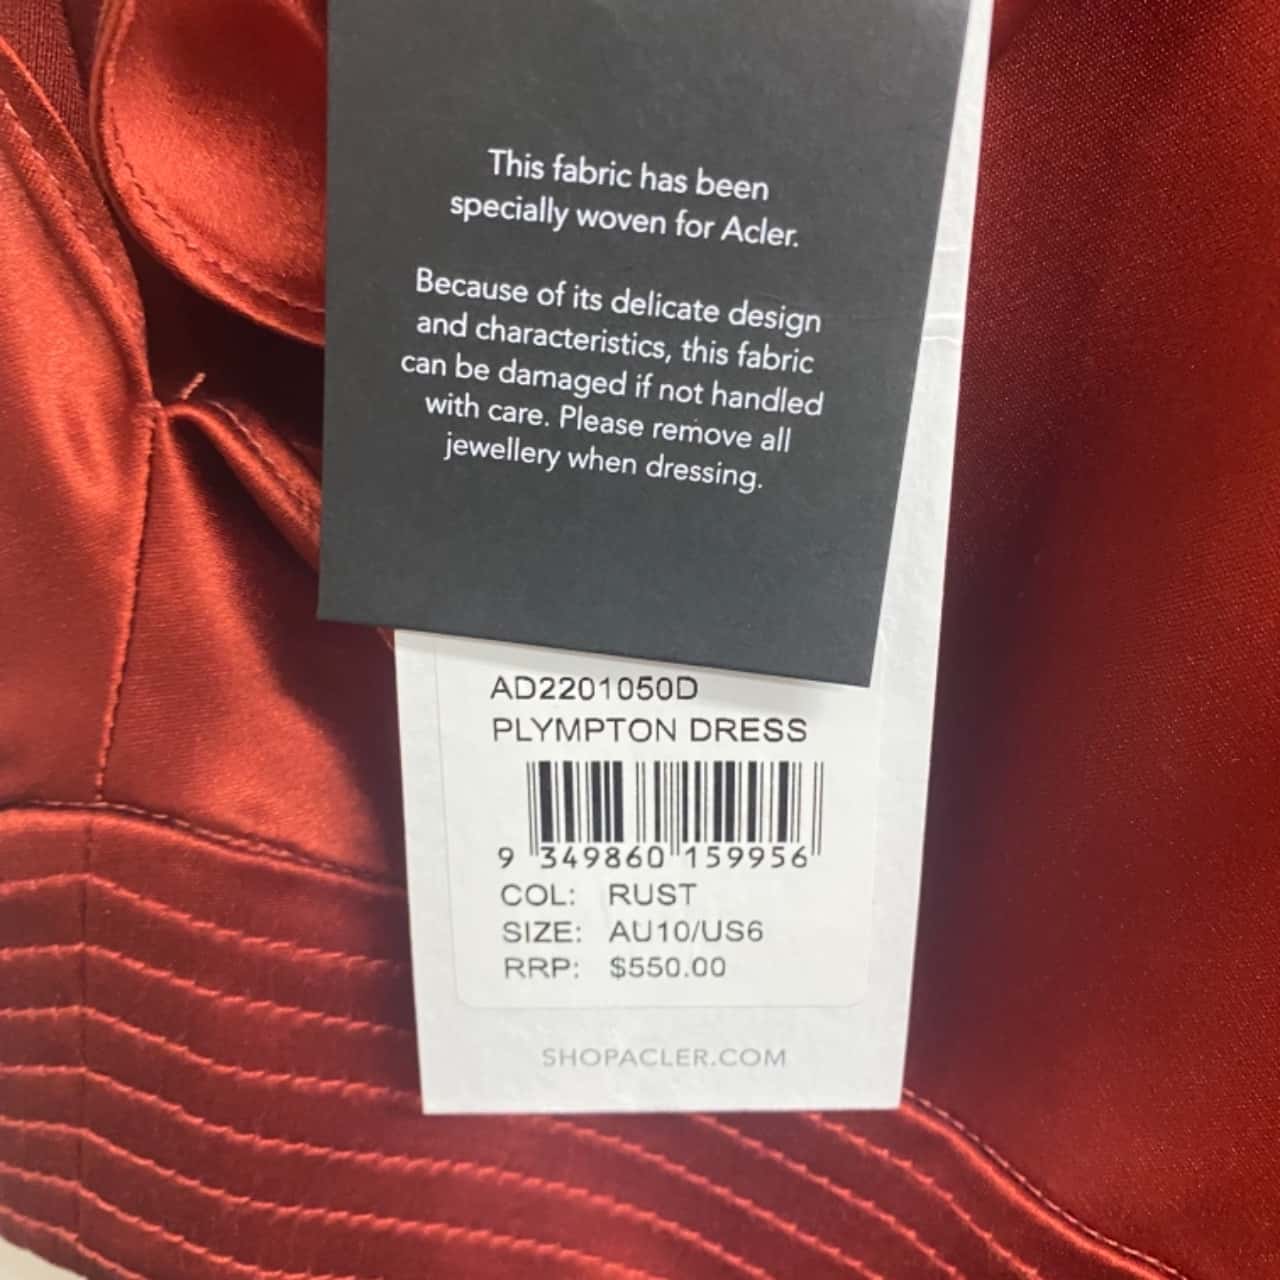 This fabric has been
specially woven for Acler.
Because of its delicate design
and characteristics, this fabric
can be damaged if not handled
with care. Please remove all
jewellery when dressing.
AD2201050D
PLYMPTON DRESS
9 349860 159956
COL: RUST
SIZE: AU10/US6
RRP: $550.00
SHOPACLER.COM